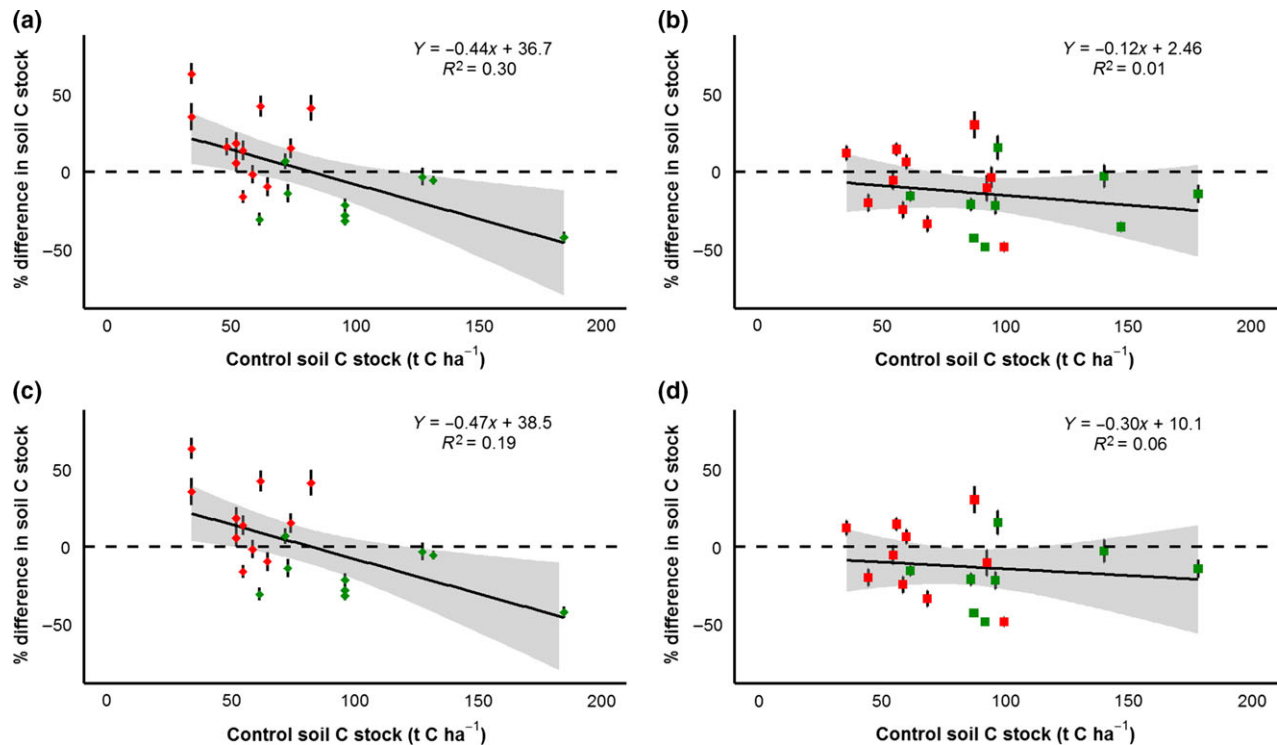 (a)
% difference in soil C stock
50
0
−50
Y = −0.44x + 36.7
R² = 0.30
0 50 100 150 200
Control soil C stock (t C ha⁻¹)
(b)
% difference in soil C stock
50
0
−50
Y = −0.12x + 2.46
R² = 0.01
0 50 100 150 200
Control soil C stock (t C ha⁻¹)
(c)
% difference in soil C stock
50
0
−50
Y = −0.47x + 38.5
R² = 0.19
0 50 100 150 200
Control soil C stock (t C ha⁻¹)
(d)
% difference in soil C stock
50
0
−50
Y = −0.30x + 10.1
R² = 0.06
0 50 100 150 200
Control soil C stock (t C ha⁻¹)